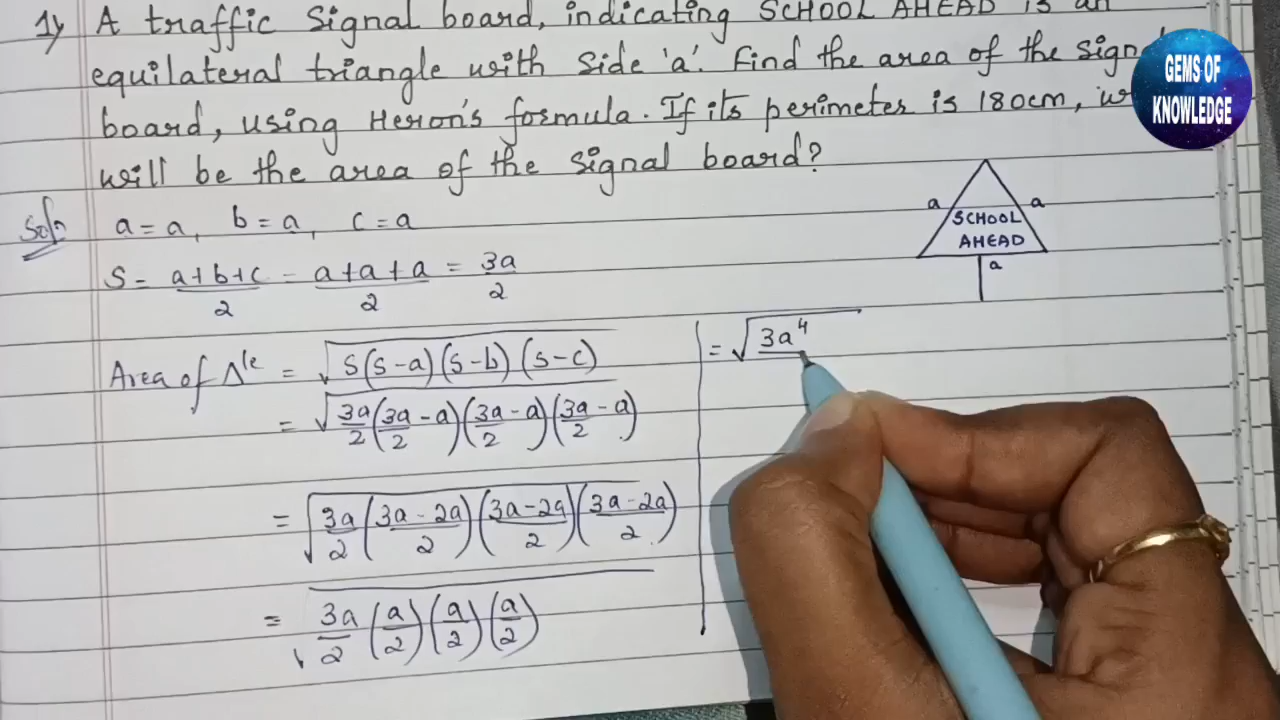 1) A traffic Signal board, indicating SCHOOL AHEAD is an
equilateral triangle with side 'a'. Find the area of the signal
board, using Heron's formula. If its perimeter is 180cm,
will be the area of the signal board?
GEMS OF
KNOWLEDGE
Soln
a = a, b = a, c = a
a a
SCHOOL
AHEAD
a
S = a+b+c/2 = a+a+a/2 = 3a/2
Area of Δle = √S(S-a)(S-b)(S-c)
= √3a/2(3a/2-a)(3a/2-a)(3a/2-a)
= √3a/2(3a-2a/2)(3a-2a/2)(3a-2a/2)
= √3a/2(a/2)(a/2)(a/2)
= √3a⁴